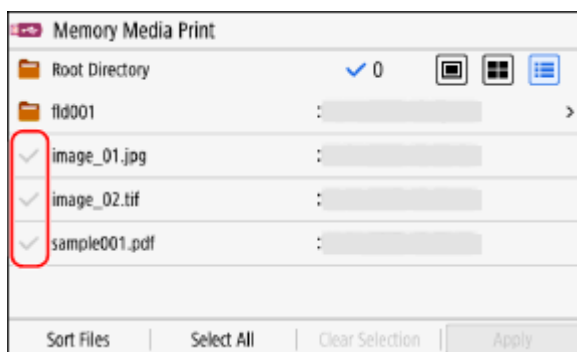 Memory Media Print
Root Directory 0
fld001 : >
image_01.jpg :
image_02.tif :
sample001.pdf :
Sort Files Select All Clear Selection Apply